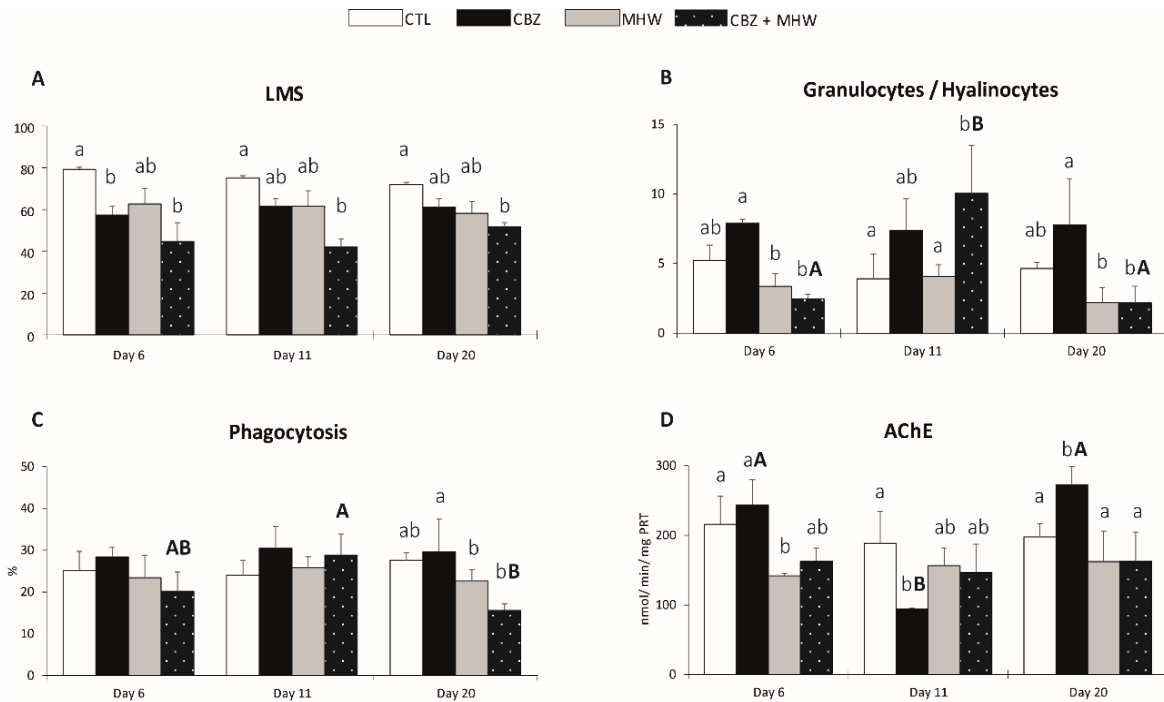 CTL CBZ MHW CBZ + MHW
A
LMS
100
80
60
40
20
0
a b ab b
a ab ab b
a ab ab b
Day 6 Day 11 Day 20
B
Granulocytes / Hyalinocytes
15
10
5
0
ab a b bA
a ab a bB
ab a b bA
Day 6 Day 11 Day 20
C
Phagocytosis
%
50
40
30
20
10
0
AB
A
ab a b bB
Day 6 Day 11 Day 20
D
AChE
nmol/ min/ mg PRT
300
200
100
0
a aA b ab
a bB ab ab
a bA a a
Day 6 Day 11 Day 20